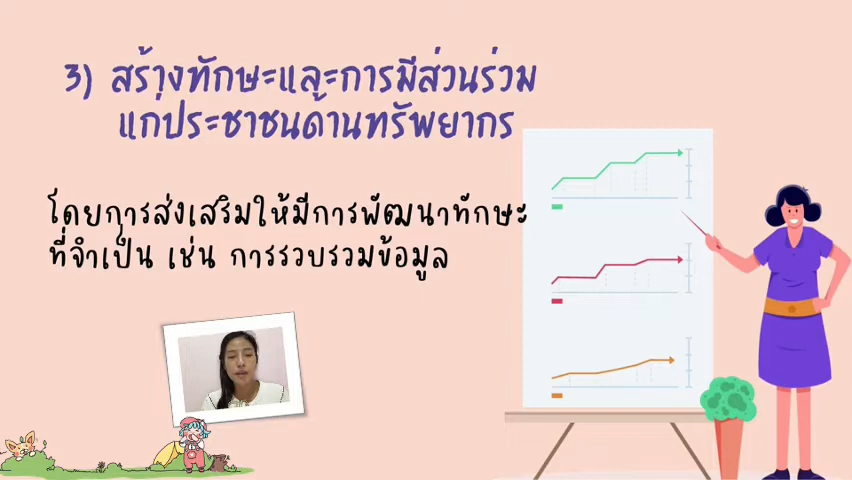 3) สร้างทักษะและการมีส่วนร่วม
แก่ประชาชนด้านทรัพยากร
โดยการส่งเสริมให้มีการพัฒนาทักษะ
ที่จำเป็น เช่น การรวบรวมข้อมูล